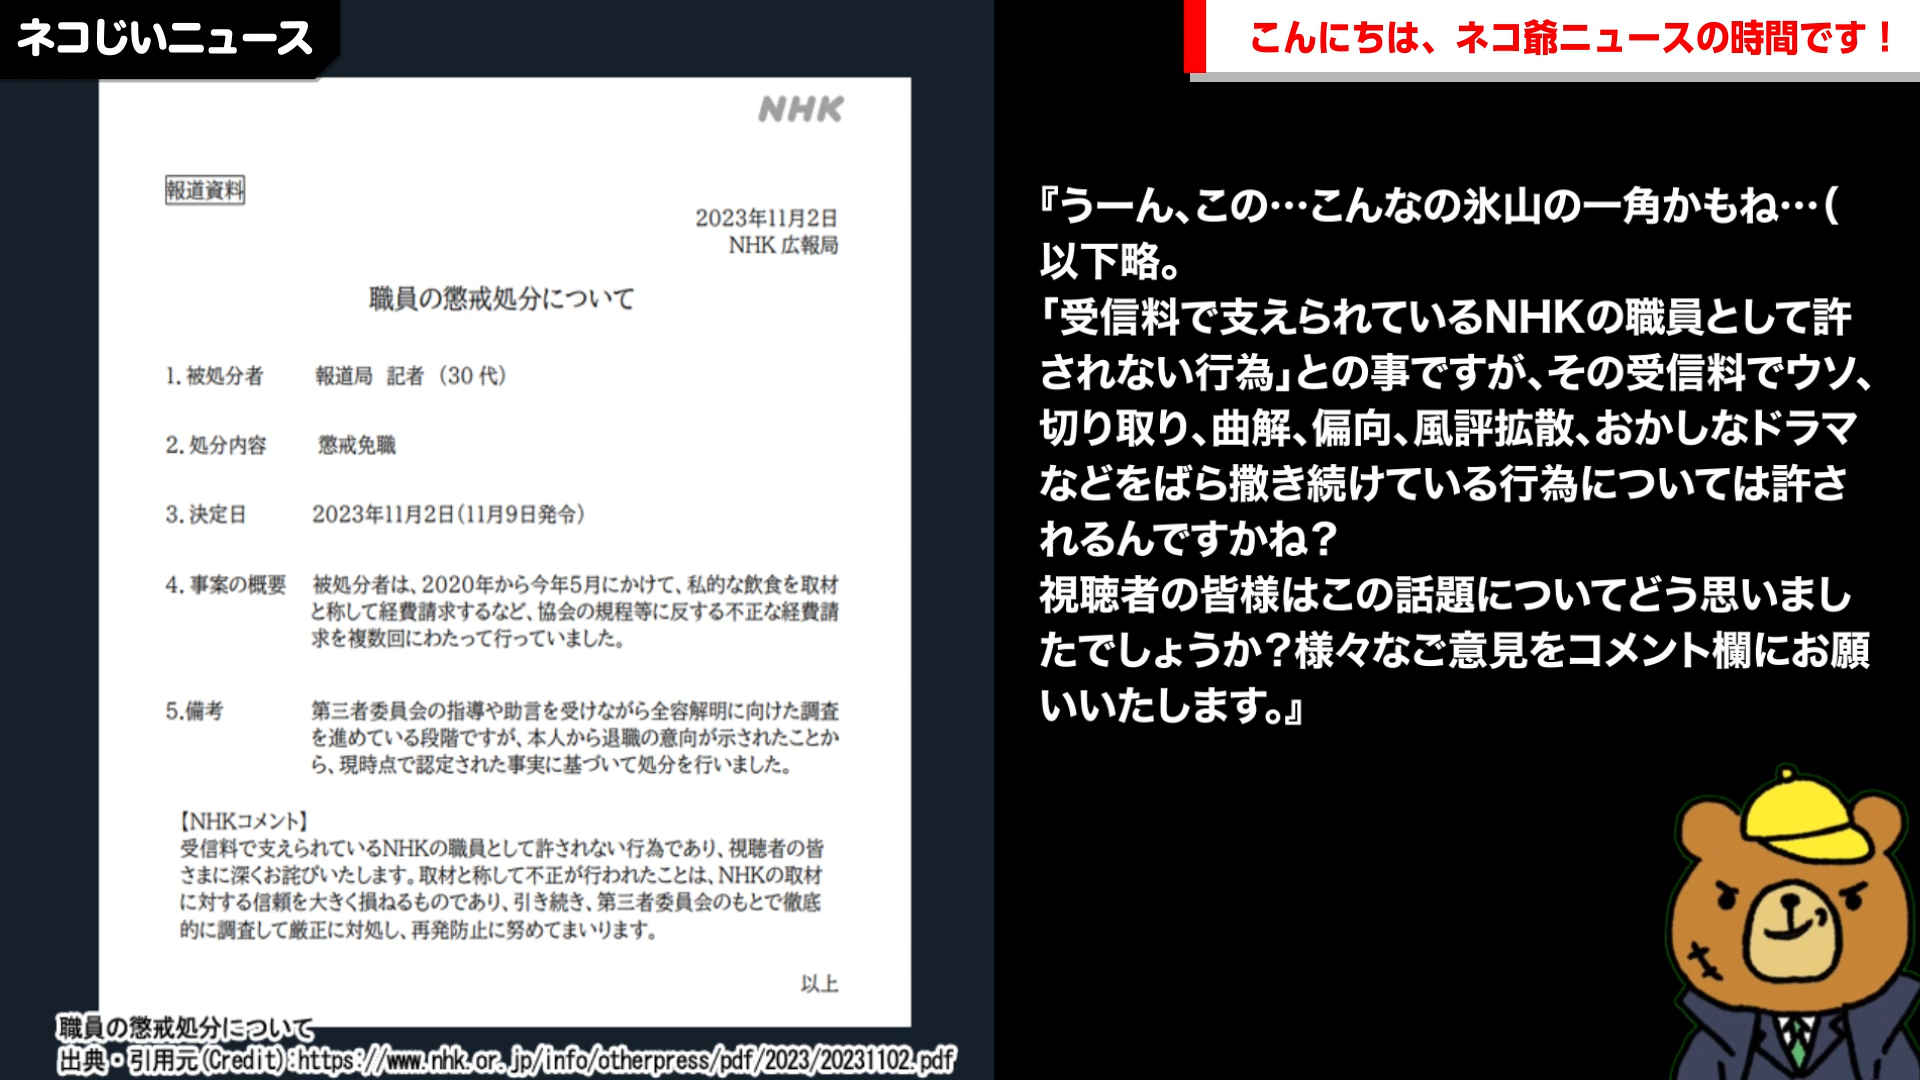 ネコじいニュース
こんにちは、ネコ爺ニュースの時間です！
NHK
報道資料
2023年11月2日
NHK 広報局
職員の懲戒処分について
1. 被処分者 報道局 記者（30 代）
2. 処分内容 懲戒免職
3. 決定日 2023年11月2日（11月9日発令）
4. 事案の概要 被処分者は、2020年から今年5月にかけて、私的な飲食を取材
と称して経費請求するなど、協会の規程等に反する不正な経費請
求を複数回にわたって行っていました。
5.備考 第三者委員会の指導や助言を受けながら全容解明に向けた調査
を進めている段階ですが、本人から退職の意向が示されたことか
ら、現時点で認定された事実に基づいて処分を行いました。
【NHKコメント】
受信料で支えられているNHKの職員として許されない行為であり、視聴者の皆
さまに深くお詫びいたします。取材と称して不正が行われたことは、NHKの取材
に対する信頼を大きく損ねるものであり、引き続き、第三者委員会のもとで徹底
的に調査して厳正に対処し、再発防止に努めてまいります。
以上
職員の懲戒処分について
出典・引用元(Credit):https://www.nhk.or.jp/info/otherpress/pdf/2023/20231102.pdf
『うーん、この…こんなの氷山の一角かもね…（
以下略。
「受信料で支えられているNHKの職員として許
されない行為」との事ですが、その受信料でウソ、
切り取り、曲解、偏向、風評拡散、おかしなドラマ
などをばら撒き続けている行為については許さ
れるんですかね？
視聴者の皆様はこの話題についてどう思いまし
たでしょうか？様々なご意見をコメント欄にお願
いいたします。』